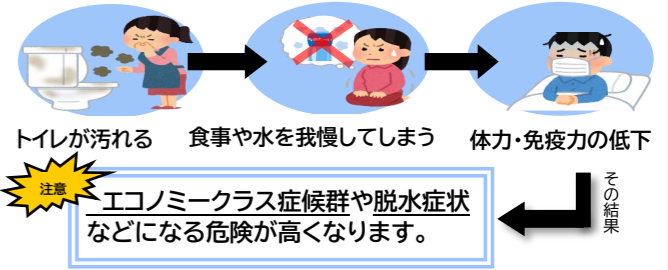 トイレが汚れる
食事や水を我慢してしまう
体力・免疫力の低下
その結果
注意
エコノミークラス症候群や脱水症状
などになる危険が高くなります。